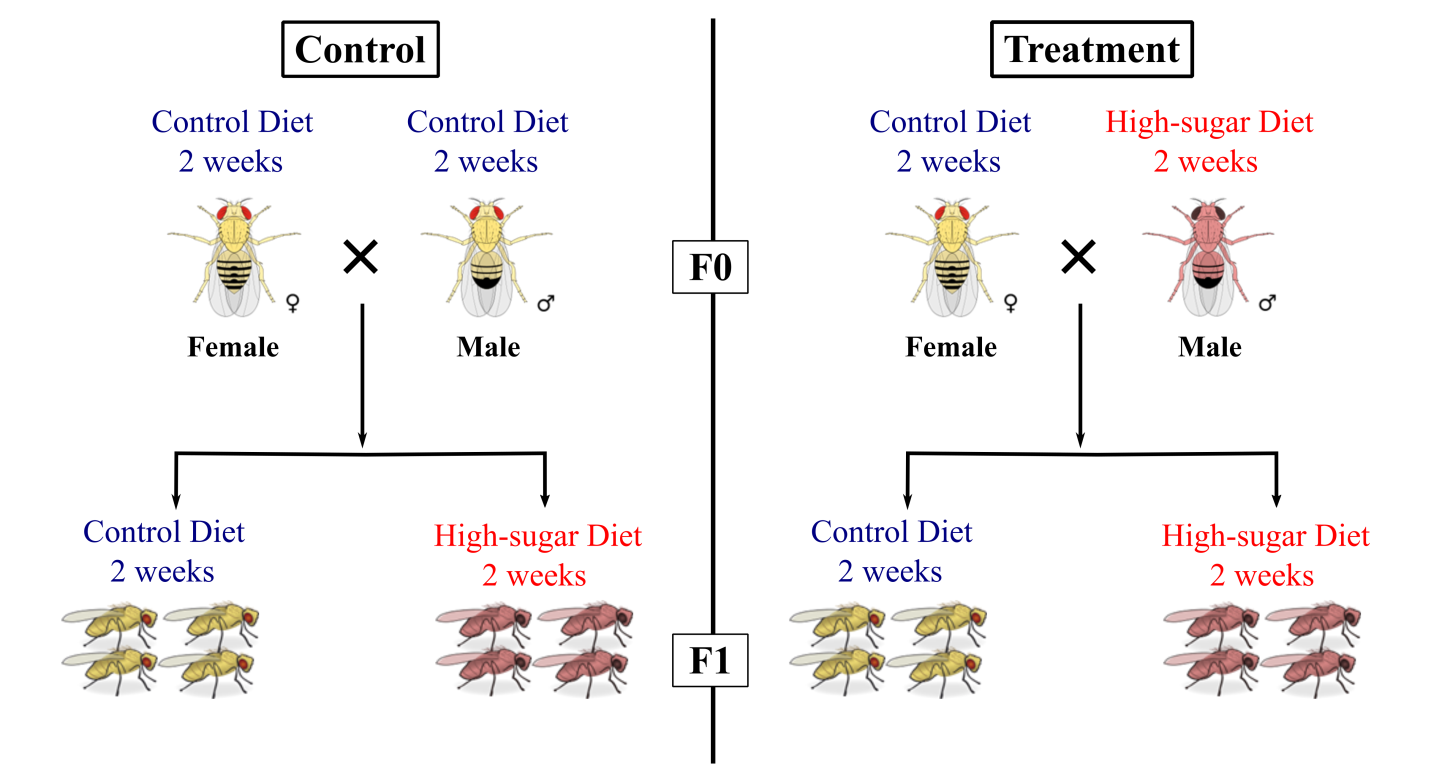 Control
Control Diet
2 weeks
Control Diet
2 weeks
♀
♂
Female
Male
Treatment
Control Diet
2 weeks
High-sugar Diet
2 weeks
♀
♂
Female
Male
F0
Control Diet
2 weeks
High-sugar Diet
2 weeks
Control Diet
2 weeks
High-sugar Diet
2 weeks
F1